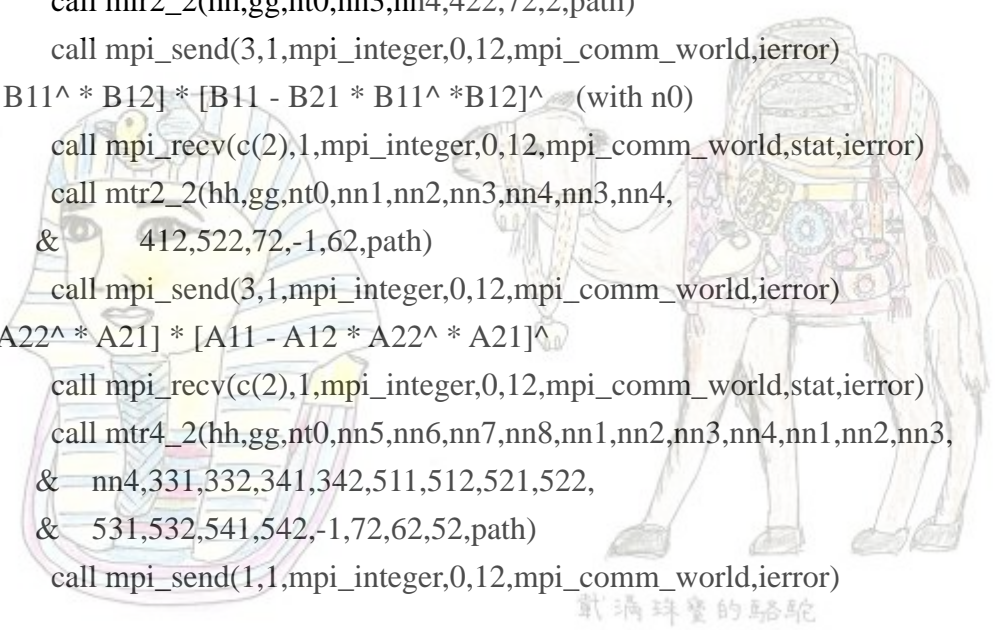 call mtr2_2(hh,gg,nt0,nn3,nn4,422,72,2,path)
call mpi_send(3,1,mpi_integer,0,12,mpi_comm_world,ierror)
B11^ * B12] * [B11 - B21 * B11^ *B12]^ (with n0)
call mpi_recv(c(2),1,mpi_integer,0,12,mpi_comm_world,stat,ierror)
call mtr2_2(hh,gg,nt0,nn1,nn2,nn3,nn4,nn3,nn4,
& 412,522,72,-1,62,path)
call mpi_send(3,1,mpi_integer,0,12,mpi_comm_world,ierror)
A22^ * A21] * [A11 - A12 * A22^ * A21]^
call mpi_recv(c(2),1,mpi_integer,0,12,mpi_comm_world,stat,ierror)
call mtr4_2(hh,gg,nt0,nn5,nn6,nn7,nn8,nn1,nn2,nn3,nn4,nn1,nn2,nn3,
& nn4,331,332,341,342,511,512,521,522,
& 531,532,541,542,-1,72,62,52,path)
call mpi_send(1,1,mpi_integer,0,12,mpi_comm_world,ierror)
載滿珠寶的駱駝